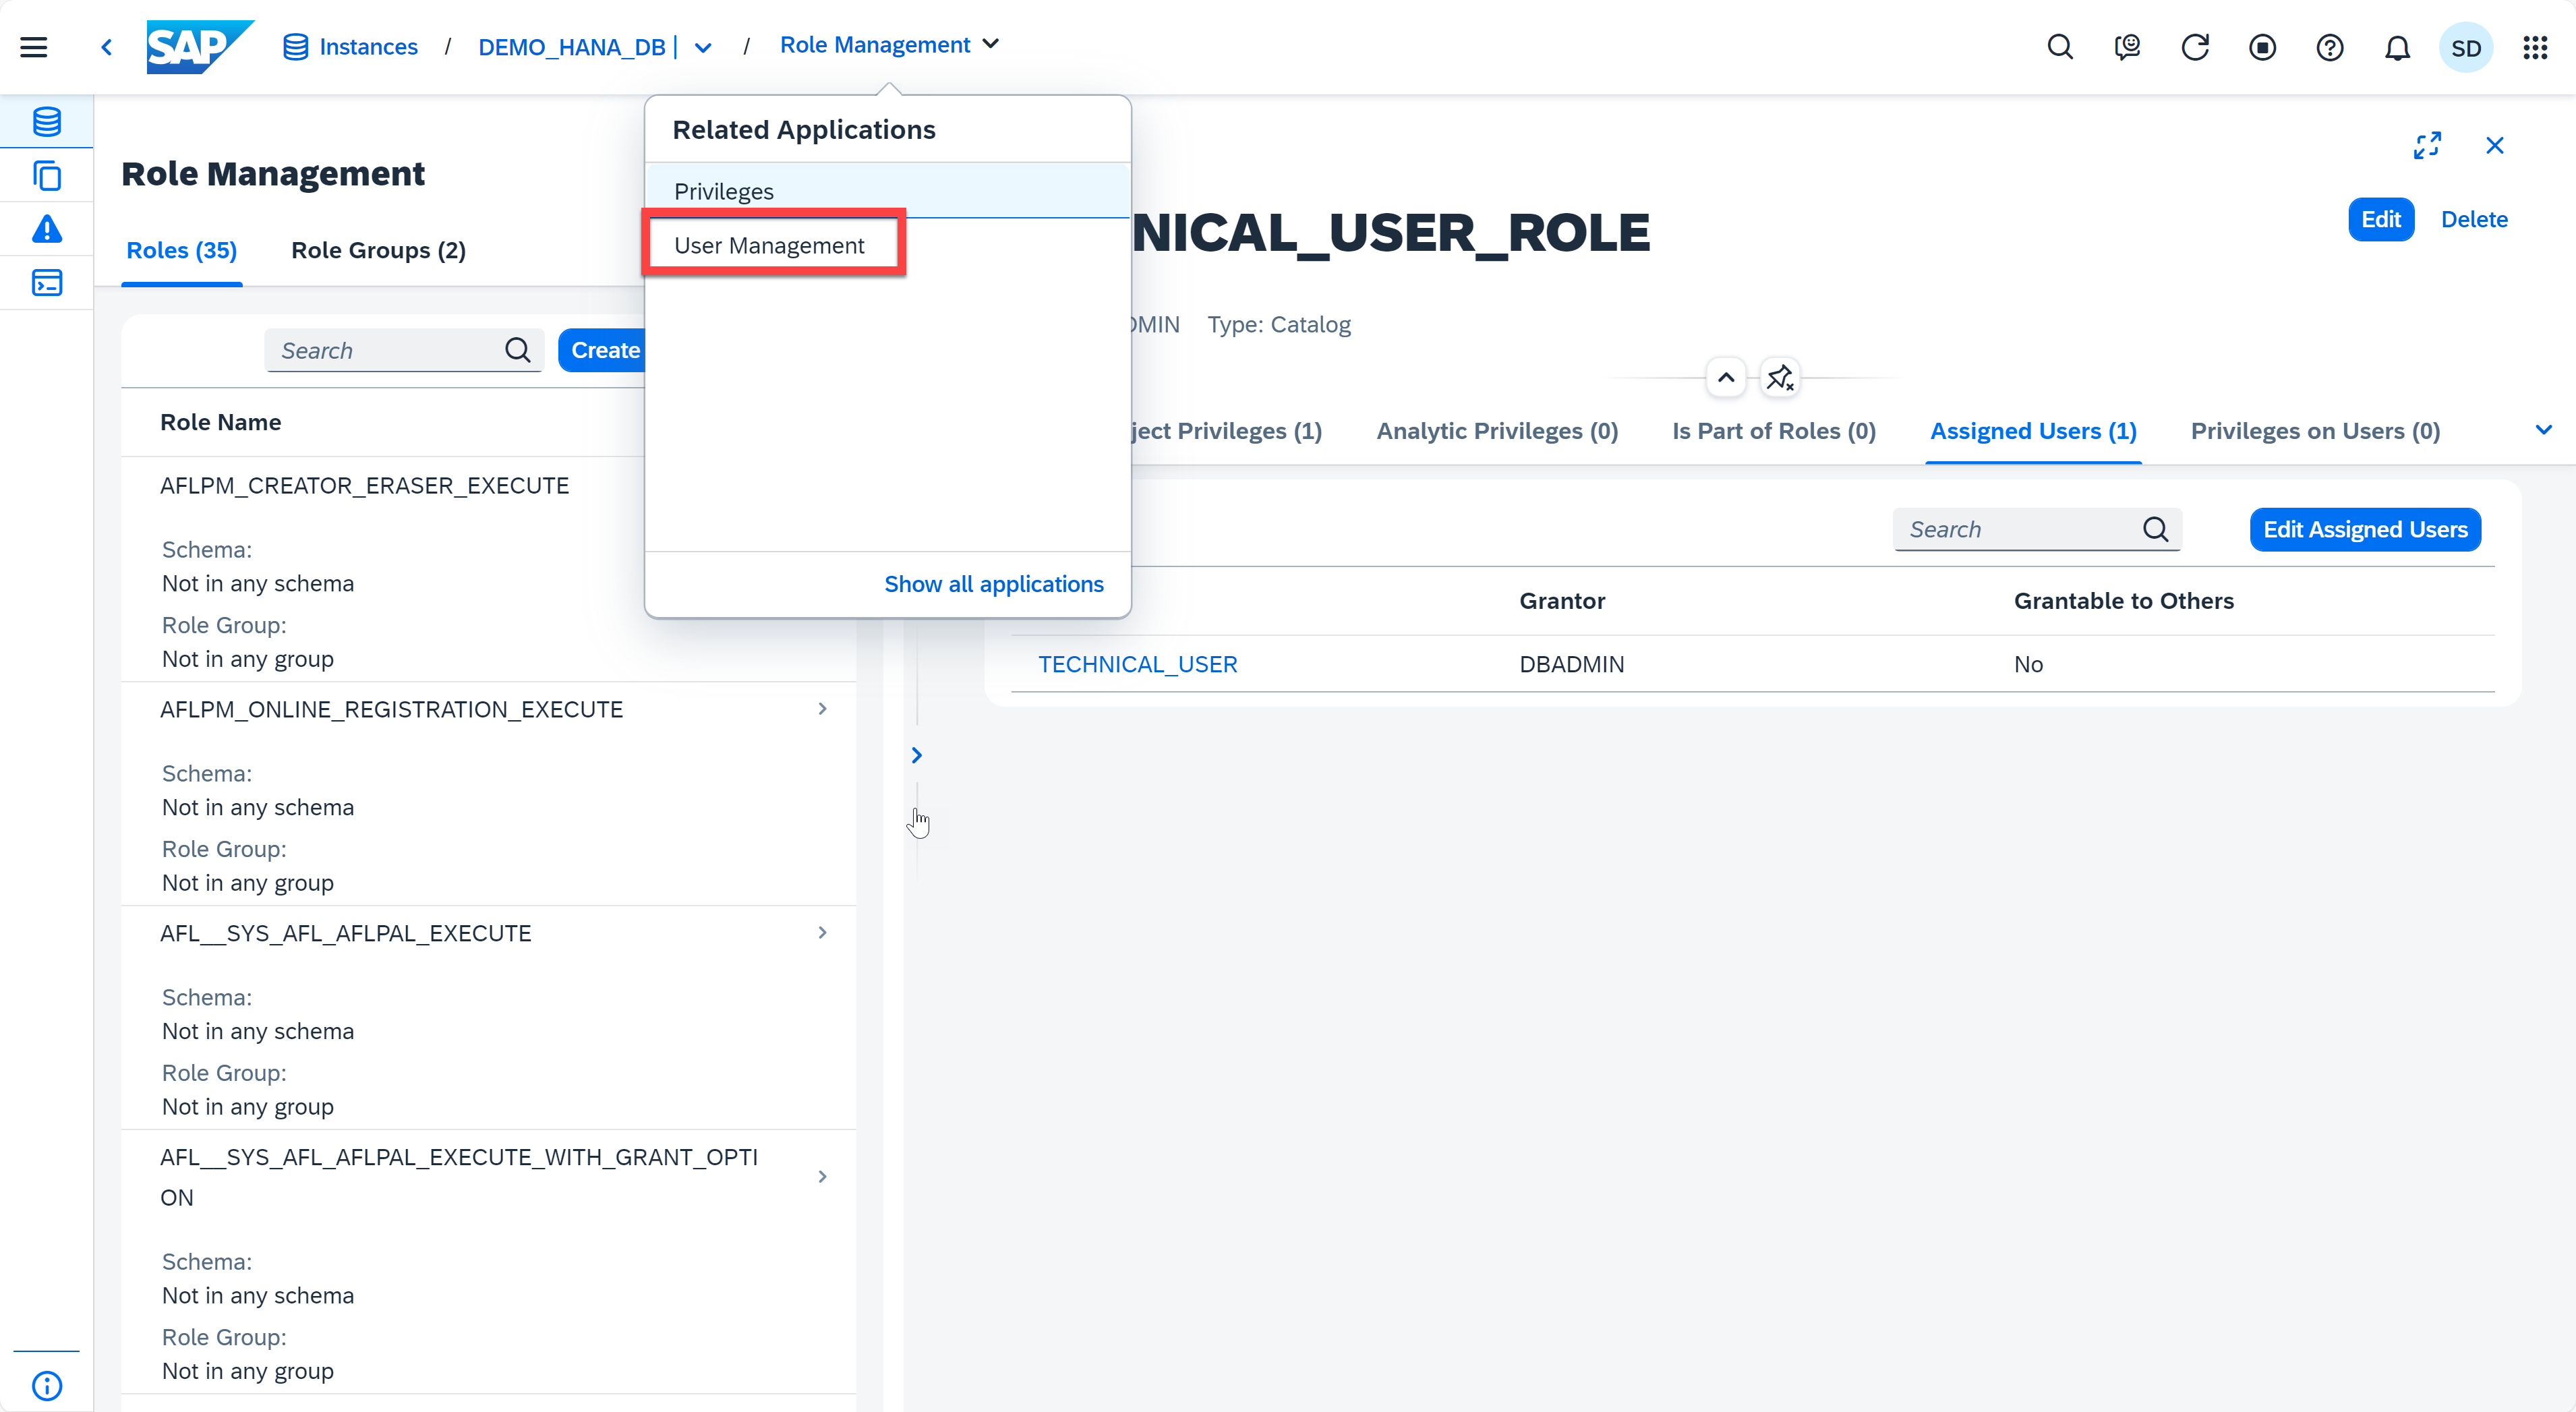 SAP
Instances / DEMO_HANA_DB | / Role Management
SD
Related Applications
Privileges
User Management
Show all applications
Role Management
Roles (35) Role Groups (2)
Search Create
Role Name
AFLPM_CREATOR_ERASER_EXECUTE
Schema:
Not in any schema
Role Group:
Not in any group
AFLPM_ONLINE_REGISTRATION_EXECUTE
Schema:
Not in any schema
Role Group:
Not in any group
AFL__SYS_AFL_AFLPAL_EXECUTE
Schema:
Not in any schema
Role Group:
Not in any group
AFL__SYS_AFL_AFLPAL_EXECUTE_WITH_GRANT_OPTI
ON
Schema:
Not in any schema
Role Group:
Not in any group
NICAL_USER_ROLE
Edit Delete
DMIN Type: Catalog
ject Privileges (1) Analytic Privileges (0) Is Part of Roles (0) Assigned Users (1) Privileges on Users (0)
Search Edit Assigned Users
Grantor Grantable to Others
TECHNICAL_USER DBADMIN No